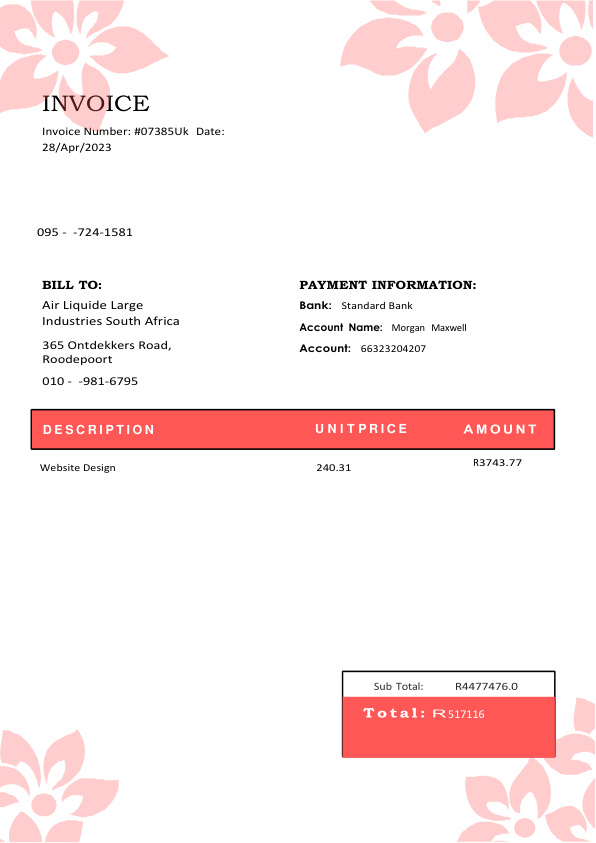 INVOICE
Invoice Number: #07385Uk Date:
28/Apr/2023
095 - -724-1581
BILL TO:
Air Liquide Large
Industries South Africa
365 Ontdekkers Road,
Roodepoort
010 - -981-6795
PAYMENT INFORMATION:
Bank: Standard Bank
Account Name: Morgan Maxwell
Account: 66323204207
DESCRIPTION UNITPRICE AMOUNT
Website Design 240.31 R3743.77
Sub Total: R4477476.0
Total: R517116